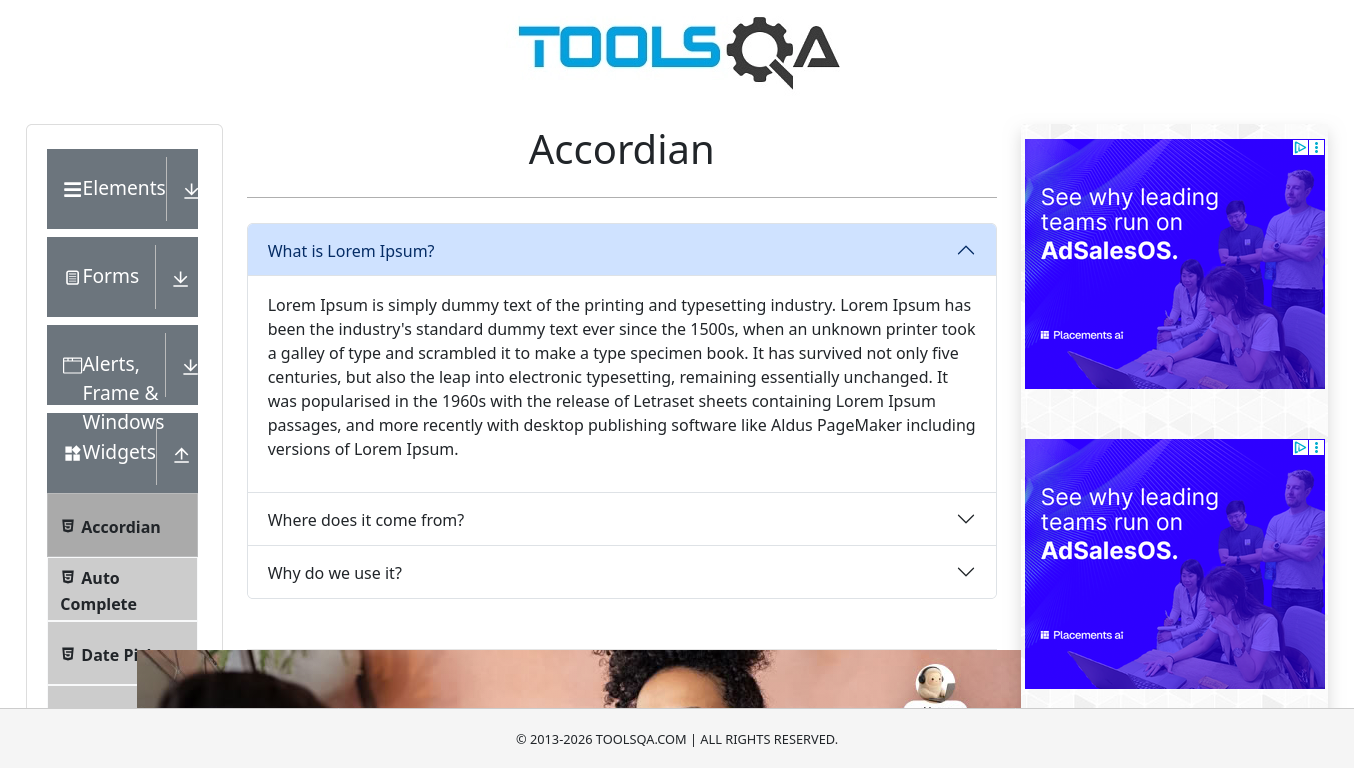 TOOLSQA
Elements
Forms
Alerts,
Frame &
Windows
Widgets
Accordian
Auto
Complete
Date
Accordian
What is Lorem Ipsum?
Lorem Ipsum is simply dummy text of the printing and typesetting industry. Lorem Ipsum has
been the industry's standard dummy text ever since the 1500s, when an unknown printer took
a galley of type and scrambled it to make a type specimen book. It has survived not only five
centuries, but also the leap into electronic typesetting, remaining essentially unchanged. It
was popularised in the 1960s with the release of Letraset sheets containing Lorem Ipsum
passages, and more recently with desktop publishing software like Aldus PageMaker including
versions of Lorem Ipsum.
Where does it come from?
Why do we use it?
See why leading
teams run on
AdSalesOS.
Placements ai
See why leading
teams run on
AdSalesOS.
Placements ai
© 2013-2026 TOOLSQA.COM | ALL RIGHTS RESERVED.